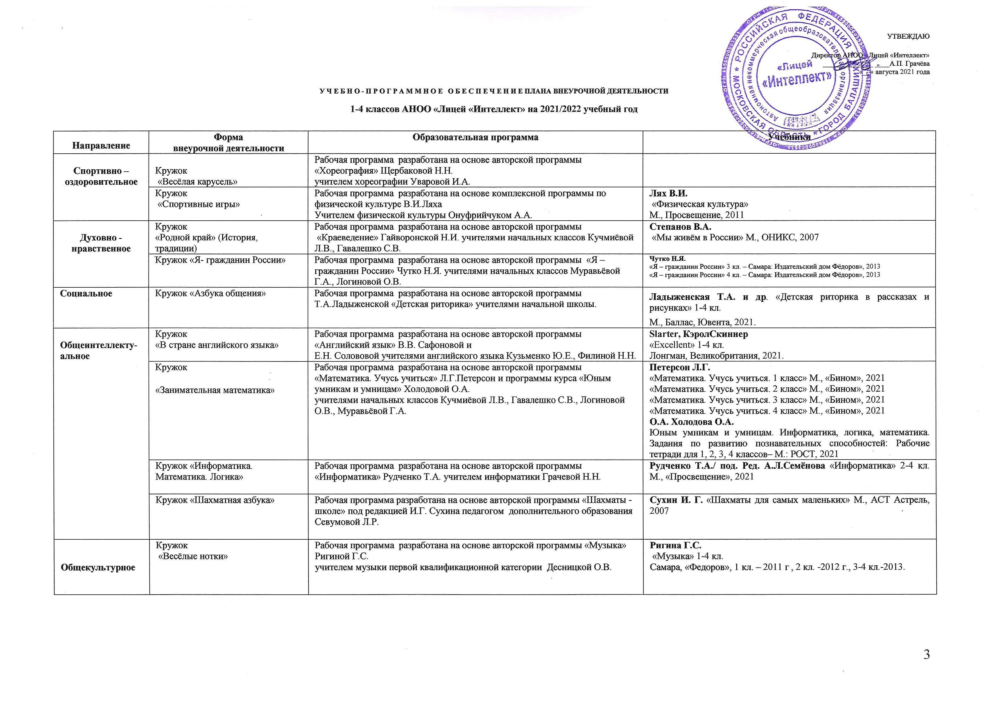 УТВЕЖДАЮ
Директор АНОО «Лицей «Интеллект»
А.П. Грачёва
«__» августа 2021 года
РОССИЙСКАЯ ФЕДЕРАЦИЯ * МОСКОВСКАЯ ОБЛАСТЬ * ГОРОД БАЛАШИХА
Автономная некоммерческая общеобразовательная организация
«Лицей
«Интеллект»
УЧЕБНО-ПРОГРАММНОЕ ОБЕСПЕЧЕНИЕ ПЛАНА ВНЕУРОЧНОЙ ДЕЯТЕЛЬНОСТИ
1-4 классов АНОО «Лицей «Интеллект» на 2021/2022 учебный год
Направление
Форма
внеурочной деятельности
Образовательная программа
Учебники
Спортивно –
оздоровительное
Кружок
«Весёлая карусель»
Рабочая программа разработана на основе авторской программы
«Хореография» Щербаковой Н.Н.
учителем хореографии Уваровой И.А.
Кружок
«Спортивные игры»
Рабочая программа разработана на основе комплексной программы по
физической культуре В.И.Ляха
Учителем физической культуры Онуфрийчуком А.А.
Лях В.И.
«Физическая культура»
М., Просвещение, 2011
Духовно -
нравственное
Кружок
«Родной край» (История,
традиции)
Рабочая программа разработана на основе авторской программы
«Краеведение» Гайворонской Н.И. учителями начальных классов Кучмиёвой
Л.В., Гавалешко С.В.
Степанов В.А.
«Мы живём в России» М., ОНИКС, 2007
Кружок «Я- гражданин России»
Рабочая программа разработана на основе авторской программы «Я –
гражданин России» Чутко Н.Я. учителями начальных классов Муравьёвой
Г.А., Логиновой О.В.
Чутко Н.Я.
«Я – гражданин России» 3 кл. – Самара: Издательский дом Фёдоров», 2013
«Я – гражданин России» 4 кл. – Самара: Издательский дом Фёдоров», 2013
Социальное
Кружок «Азбука общения»
Рабочая программа разработана на основе авторской программы
Т.А.Ладыженской «Детская риторика» учителями начальной школы.
Ладыженская Т.А. и др. «Детская риторика в рассказах и
рисунках» 1-4 кл.
М., Баллас, Ювента, 2021.
Общеинтеллекту-
альное
Кружок
«В стране английского языка»
Рабочая программа разработана на основе авторской программы
«Английский язык» В.В. Сафоновой и
Е.Н. Солововой учителями английского языка Кузьменко Ю.Е., Филиной Н.Н.
Slarter, КэролСкиннер
«Excellent» 1-4 кл.
Лонгман, Великобритания, 2021.
Кружок
«Занимательная математика»
Рабочая программа разработана на основе авторской программы
«Математика. Учусь учиться» Л.Г.Петерсон и программы курса «Юным
умникам и умницам» Холодовой О.А.
учителями начальных классов Кучмиёвой Л.В., Гавалешко С.В., Логиновой
О.В., Муравьёвой Г.А.
Петерсон Л.Г.
«Математика. Учусь учиться. 1 класс» М., «Бином», 2021
«Математика. Учусь учиться. 2 класс» М., «Бином», 2021
«Математика. Учусь учиться. 3 класс» М., «Бином», 2021
«Математика. Учусь учиться. 4 класс» М., «Бином», 2021
О.А. Холодова О.А.
Юным умникам и умницам. Информатика, логика, математика.
Задания по развитию познавательных способностей: Рабочие
тетради для 1, 2, 3, 4 классов– М.: РОСТ, 2021
Кружок «Информатика.
Математика. Логика»
Рабочая программа разработана на основе авторской программы
«Информатика» Рудченко Т.А. учителем информатики Грачевой Н.Н.
Рудченко Т.А./ под. Ред. А.Л.Семёнова «Информатика» 2-4 кл.
М., «Просвещение», 2021
Кружок «Шахматная азбука»
Рабочая программа разработана на основе авторской программы «Шахматы -
школе» под редакцией И.Г. Сухина педагогом дополнительного образования
Севумовой Л.Р.
Сухин И. Г. «Шахматы для самых маленьких» М., АСТ Астрель,
2007
Общекультурное
Кружок
«Весёлые нотки»
Рабочая программа разработана на основе авторской программы «Музыка»
Ригиной Г.С.
учителем музыки первой квалификационной категории Десницкой О.В.
Ригина Г.С.
«Музыка» 1-4 кл.
Самара, «Федоров», 1 кл. – 2011 г , 2 кл. -2012 г., 3-4 кл.-2013.
3